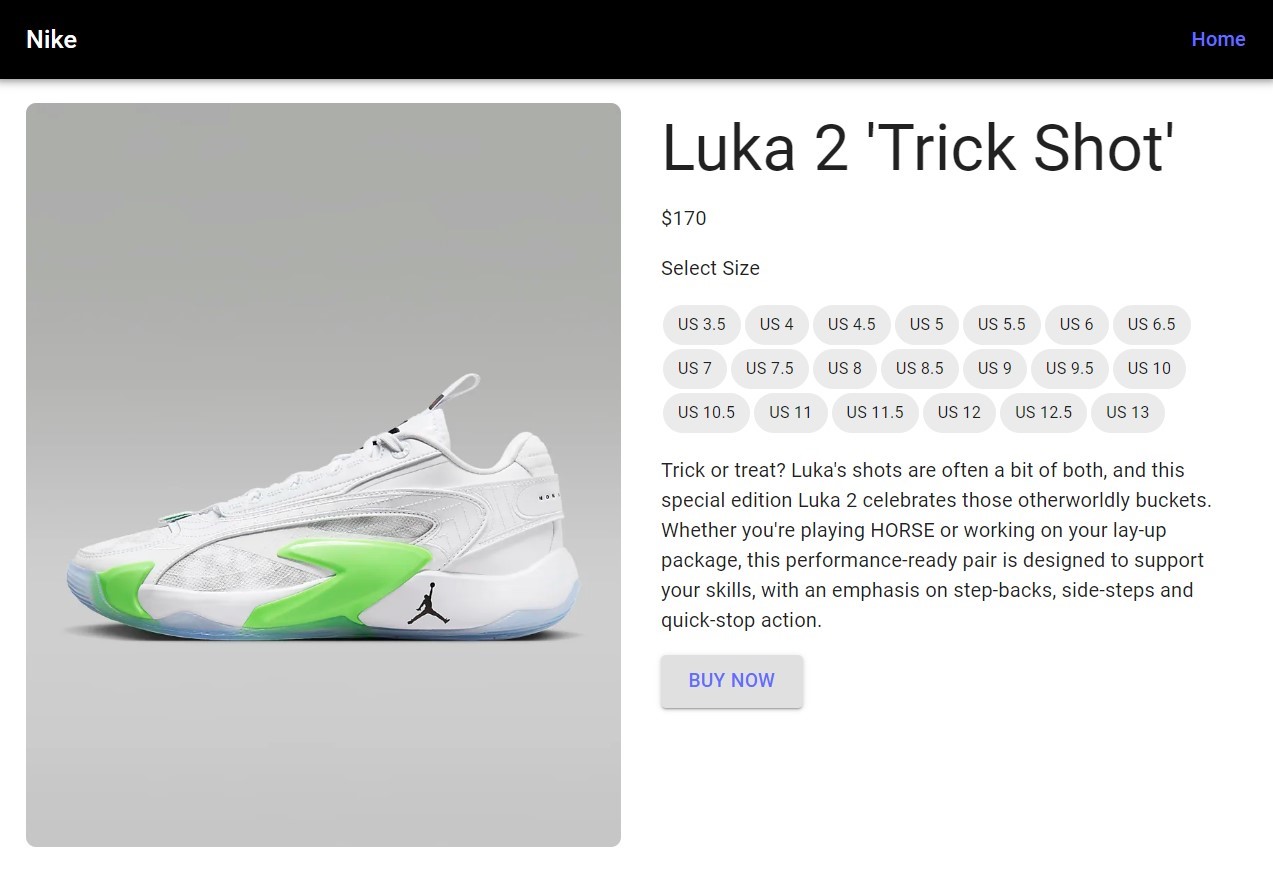 Nike
Home
Luka 2 'Trick Shot'
$170
Select Size
US 3.5 US 4 US 4.5 US 5 US 5.5 US 6 US 6.5
US 7 US 7.5 US 8 US 8.5 US 9 US 9.5 US 10
US 10.5 US 11 US 11.5 US 12 US 12.5 US 13
Trick or treat? Luka's shots are often a bit of both, and this
special edition Luka 2 celebrates those otherworldly buckets.
Whether you're playing HORSE or working on your lay-up
package, this performance-ready pair is designed to support
your skills, with an emphasis on step-backs, side-steps and
quick-stop action.
BUY NOW